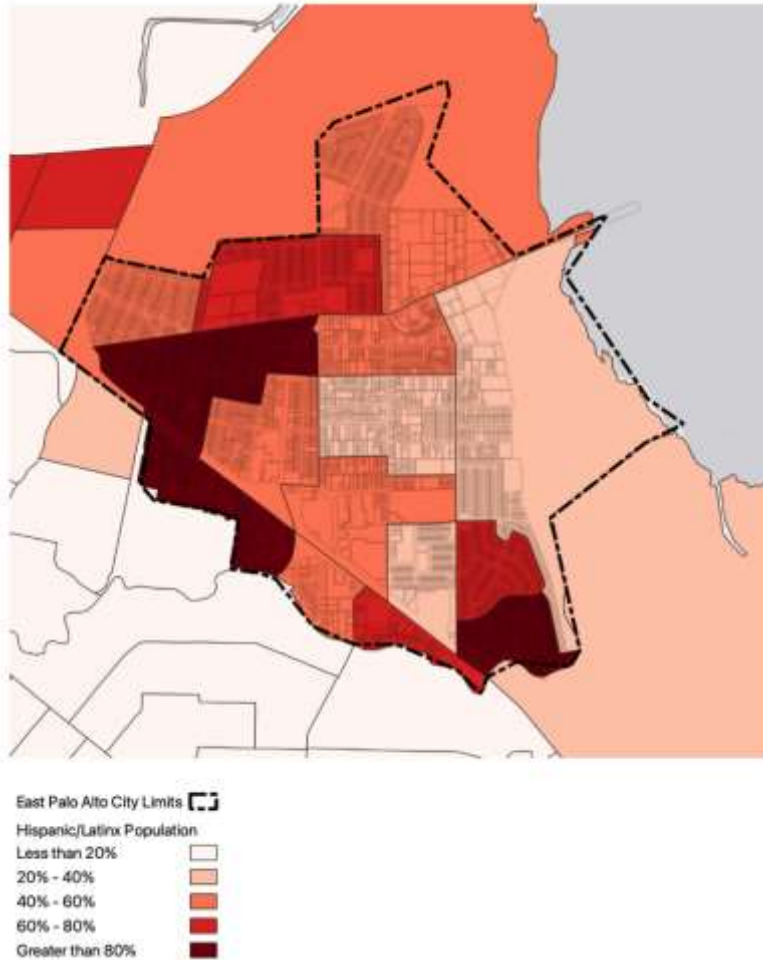 East Palo Alto City Limits
Hispanic/Latinx Population
Less than 20%
20% - 40%
40% - 60%
60% - 80%
Greater than 80%